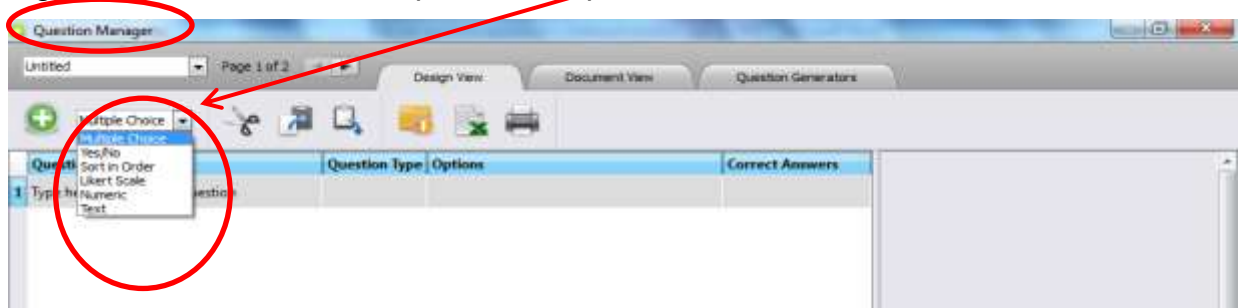 Question Manager
Untitled Page 1 of 2 Design View Document View Question Generators
Multiple Choice
Multiple Choice
Yes/No
Sort in Order
Likert Scale
Numeric
Text
Question Type Options Correct Answers
1